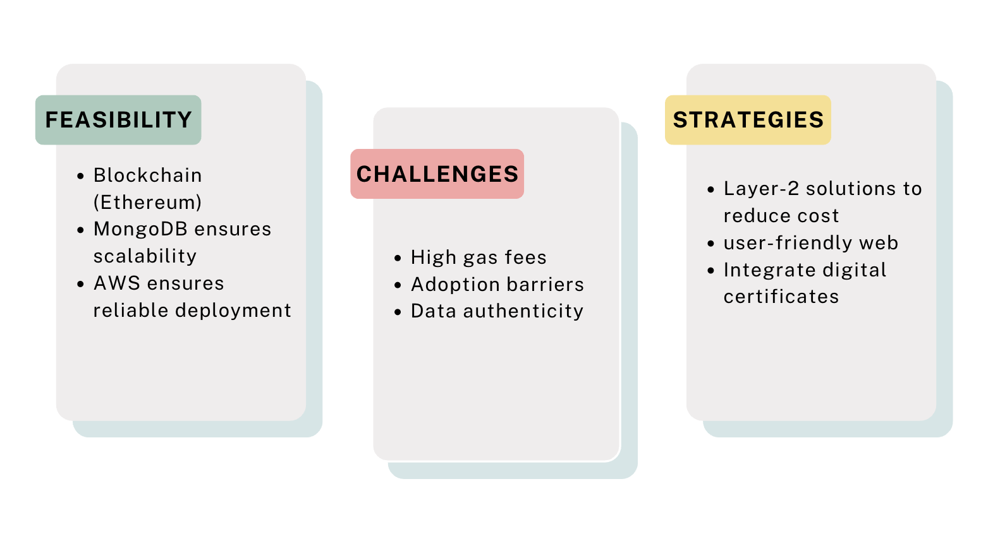 FEASIBILITY
• Blockchain
(Ethereum)
• MongoDB ensures
scalability
• AWS ensures
reliable deployment
CHALLENGES
• High gas fees
• Adoption barriers
• Data authenticity
STRATEGIES
• Layer-2 solutions to
reduce cost
• user-friendly web
• Integrate digital
certificates